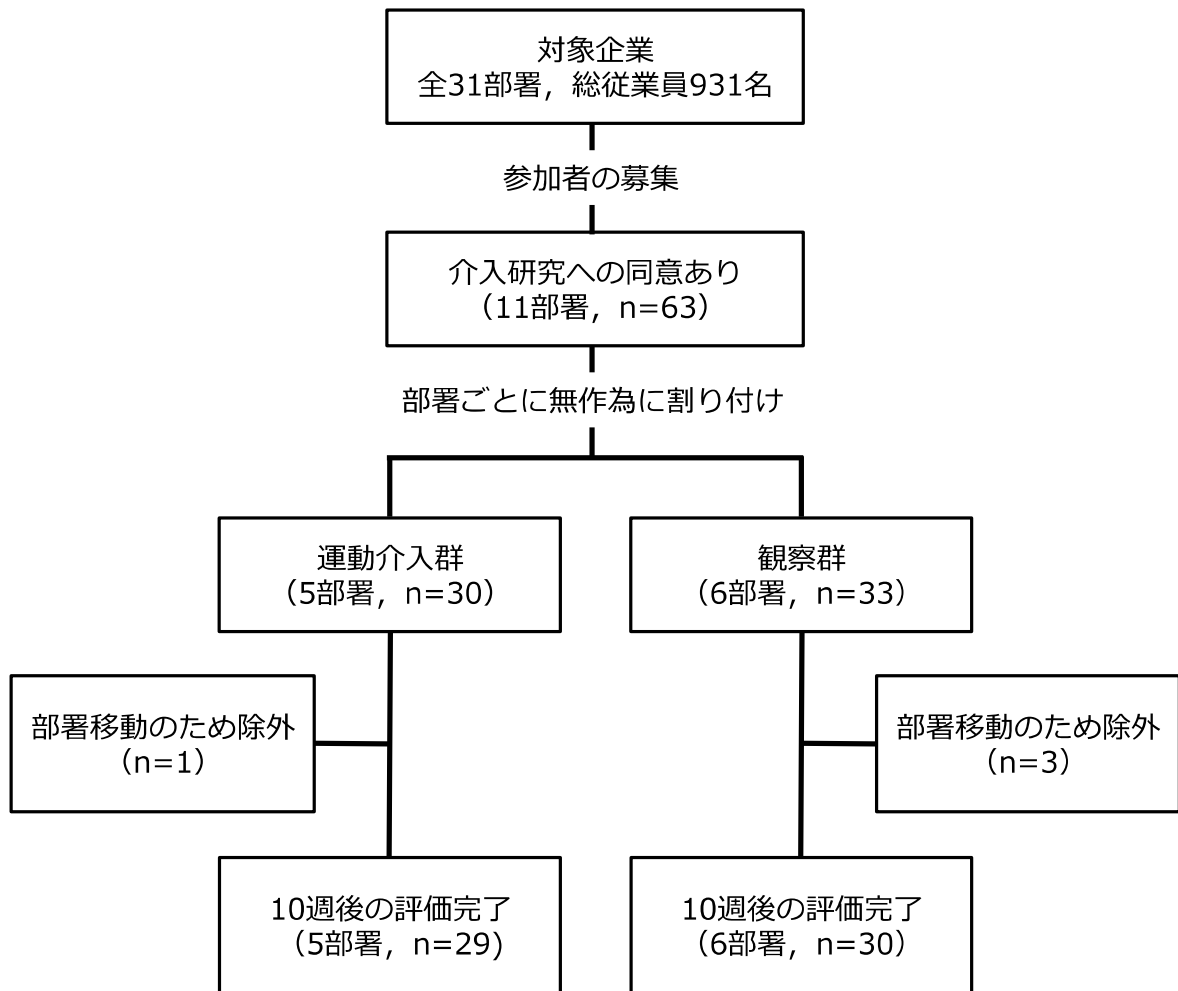 対象企業
全31部署，総従業員931名
参加者の募集
介入研究への同意あり
（11部署，n=63）
部署ごとに無作為に割り付け
運動介入群
（5部署，n=30）
観察群
（6部署，n=33）
部署移動のため除外
（n=1）
部署移動のため除外
（n=3）
10週後の評価完了
（5部署，n=29)
10週後の評価完了
（6部署，n=30）